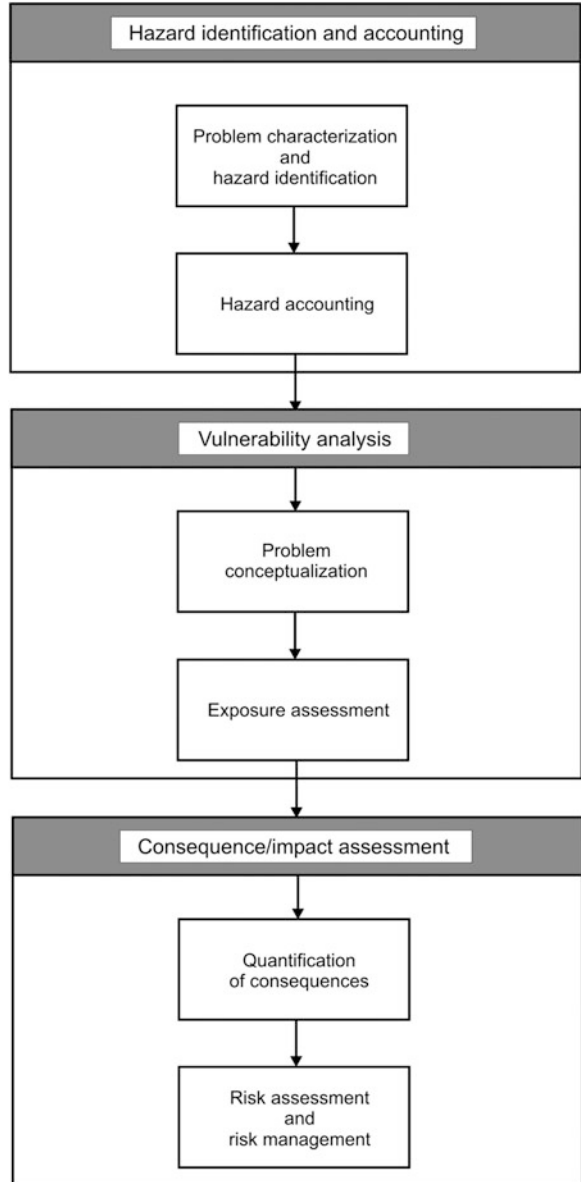 Hazard identification and accounting
Problem characterization
and
hazard identification
Hazard accounting
Vulnerability analysis
Problem
conceptualization
Exposure assessment
Consequence/impact assessment
Quantification
of consequences
Risk assessment
and
risk management